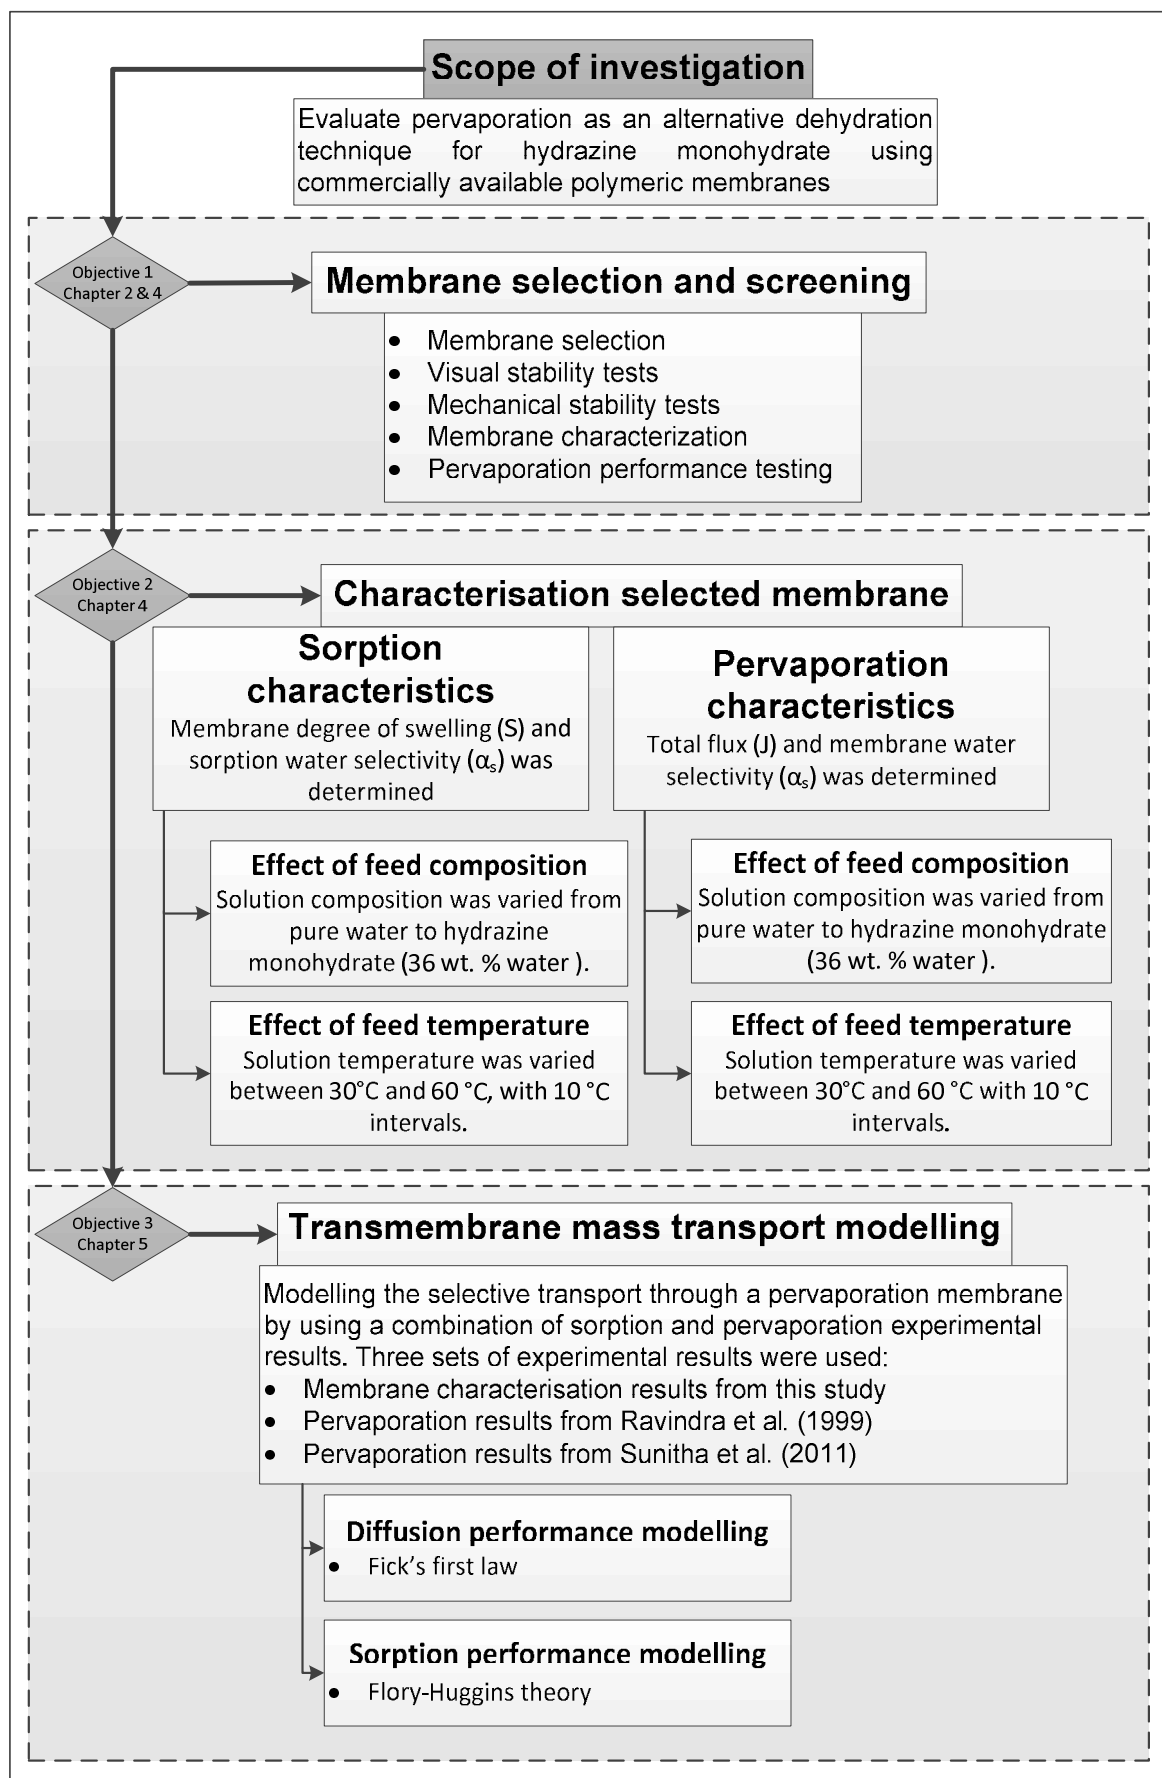 Scope of investigation
Evaluate pervaporation as an alternative dehydration
technique for hydrazine monohydrate using
commercially available polymeric membranes
Objective 1
Chapter 2 & 4
Membrane selection and screening
• Membrane selection
• Visual stability tests
• Mechanical stability tests
• Membrane characterization
• Pervaporation performance testing
Objective 2
Chapter 4
Characterisation selected membrane
Sorption
characteristics
Membrane degree of swelling (S) and
sorption water selectivity (αₛ) was
determined
Pervaporation
characteristics
Total flux (J) and membrane water
selectivity (αₛ) was determined
Effect of feed composition
Solution composition was varied from
pure water to hydrazine
monohydrate (36 wt. % water ).
Effect of feed composition
Solution composition was varied from
pure water to hydrazine monohydrate
(36 wt. % water ).
Effect of feed temperature
Solution temperature was varied
between 30°C and 60 °C, with 10 °C
intervals.
Effect of feed temperature
Solution temperature was varied
between 30°C and 60 °C with 10 °C
intervals.
Objective 3
Chapter 5
Transmembrane mass transport modelling
Modelling the selective transport through a pervaporation membrane
by using a combination of sorption and pervaporation experimental
results. Three sets of experimental results were used:
• Membrane characterisation results from this study
• Pervaporation results from Ravindra et al. (1999)
• Pervaporation results from Sunitha et al. (2011)
Diffusion performance modelling
• Fick’s first law
Sorption performance modelling
• Flory-Huggins theory